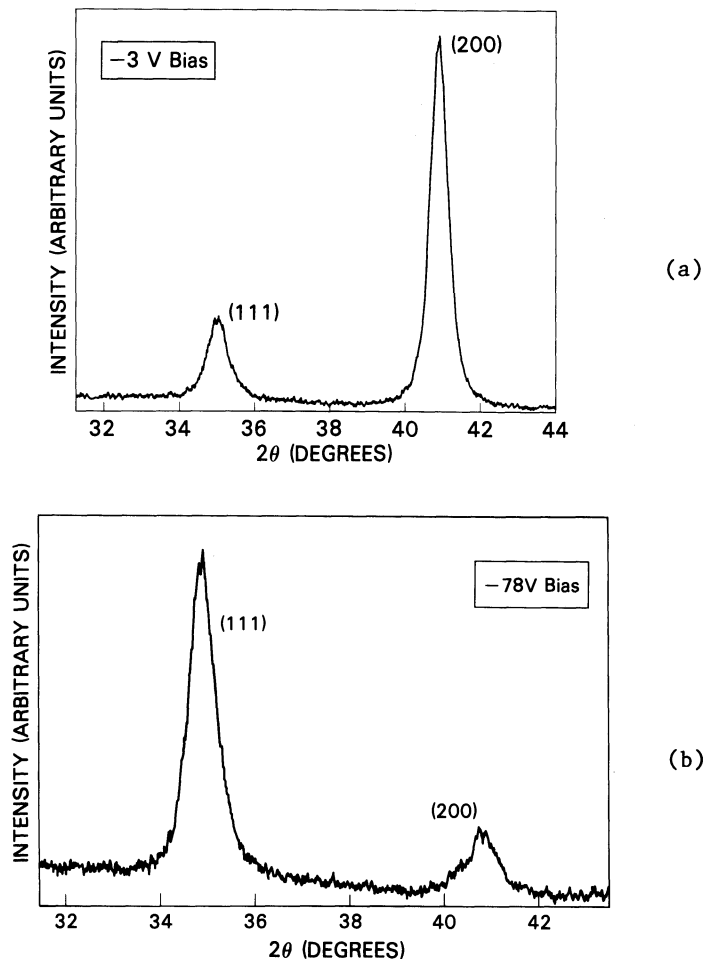 INTENSITY (ARBITRARY UNITS)
−3 V Bias
(200)
(111)
32 34 36 38 40 42 44
2θ (DEGREES)
(a)
INTENSITY (ARBITRARY UNITS)
−78V Bias
(111)
(200)
32 34 36 38 40 42
2θ (DEGREES)
(b)